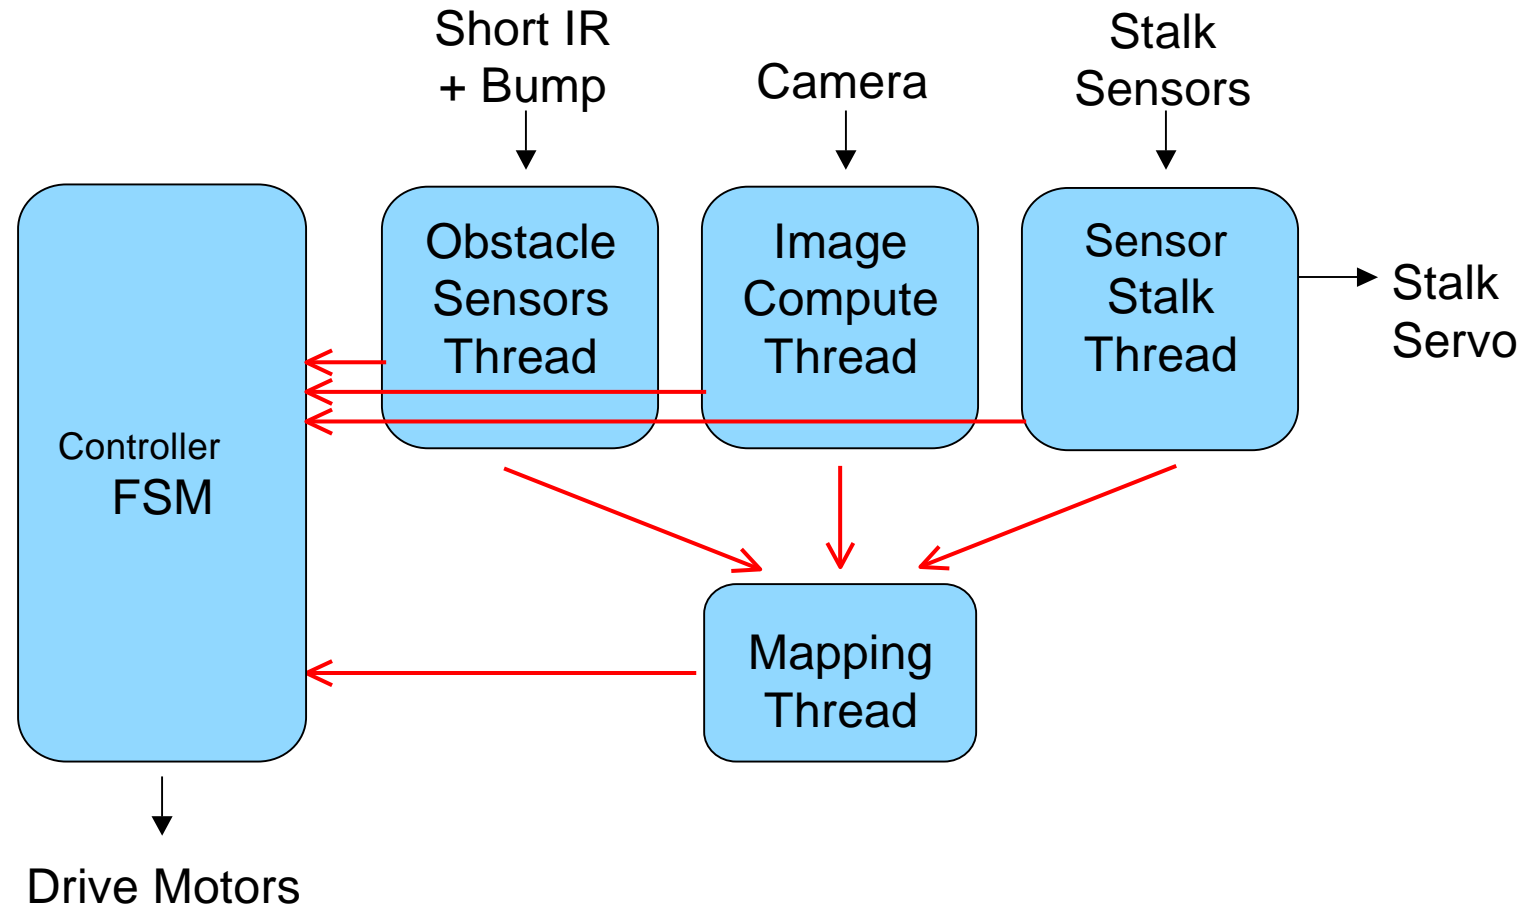 Short IR
+ Bump
Camera
Stalk
Sensors
Obstacle
Sensors
Thread
Image
Compute
Thread
Sensor
Stalk
Thread
Stalk
Servo
Controller
FSM
Mapping
Thread
Drive Motors